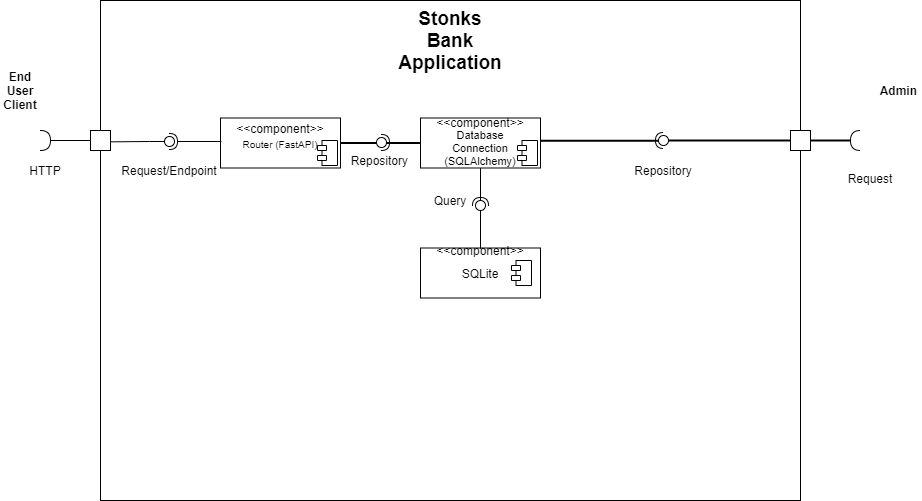 Stonks
Bank
Application
End
User
Client
Admin
<<component>>
Router (FastAPI)
<<component>>
Database
Connection
(SQLAlchemy)
HTTP
Request/Endpoint
Repository
Repository
Request
Query
<<component>>
SQLite